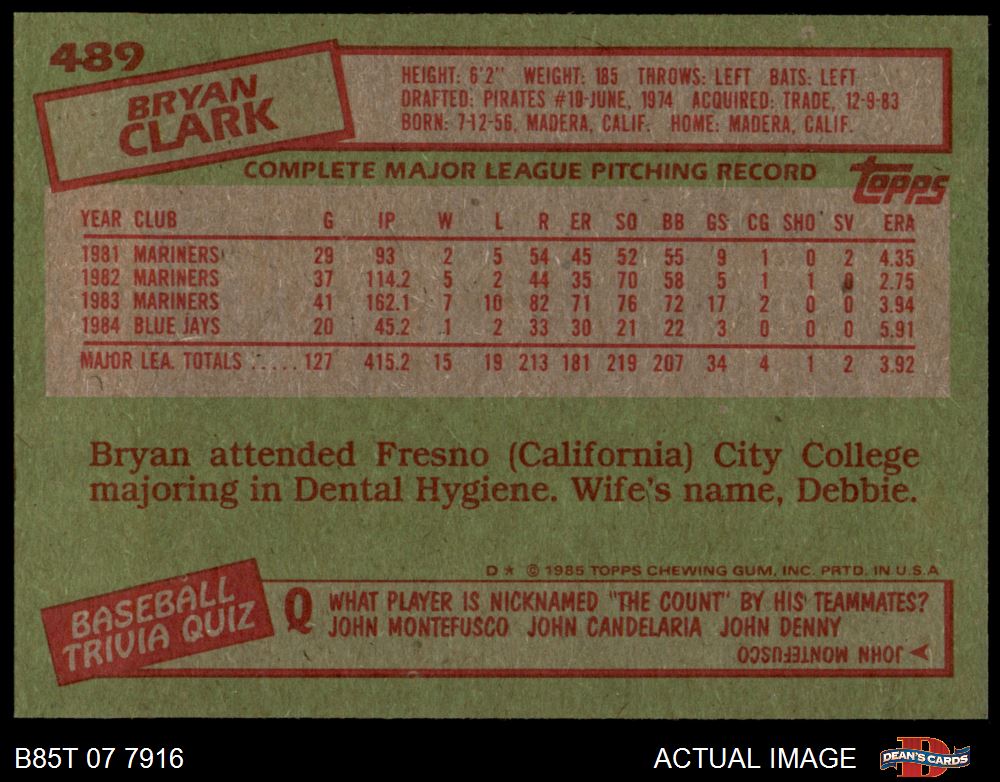 489
BRYAN
CLARK
HEIGHT: 6'2" WEIGHT: 185 THROWS: LEFT BATS: LEFT
DRAFTED: PIRATES #10-JUNE, 1974 ACQUIRED: TRADE, 12-9-83
BORN: 7-12-56, MADERA, CALIF. HOME: MADERA, CALIF.
COMPLETE MAJOR LEAGUE PITCHING RECORD
Topps
YEAR CLUB G IP W L R ER SO BB GS CG SHO SV ERA
1981 MARINERS 29 93 2 5 54 45 52 55 9 1 0 2 4.35
1982 MARINERS 37 114.2 5 2 44 35 70 58 5 1 1 0 2.75
1983 MARINERS 41 162.1 7 10 82 71 76 72 17 2 0 0 3.94
1984 BLUE JAYS 20 45.2 1 2 33 30 21 22 3 0 0 0 5.91
MAJOR LEA. TOTALS ..... 127 415.2 15 19 213 181 219 207 34 4 1 2 3.92
Bryan attended Fresno (California) City College
majoring in Dental Hygiene. Wife's name, Debbie.
D * © 1985 TOPPS CHEWING GUM, INC. PRTD. IN U.S.A
BASEBALL
TRIVIA QUIZ
Q WHAT PLAYER IS NICKNAMED "THE COUNT" BY HIS TEAMMATES?
JOHN MONTEFUSCO JOHN CANDELARIA JOHN DENNY
JOHN MONTEFUSCO
B85T 07 7916
ACTUAL IMAGE
D
DEAN'S CARDS